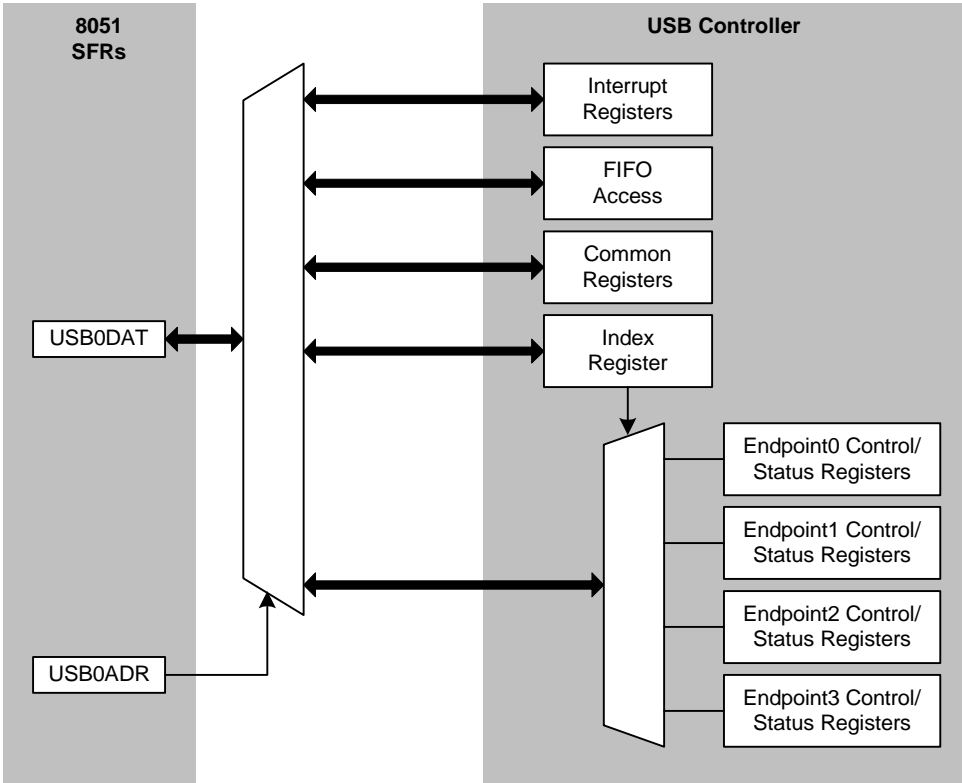 8051
SFRs
USB Controller
Interrupt
Registers
FIFO
Access
Common
Registers
USB0DAT
Index
Register
Endpoint0 Control/
Status Registers
Endpoint1 Control/
Status Registers
Endpoint2 Control/
Status Registers
USB0ADR
Endpoint3 Control/
Status Registers